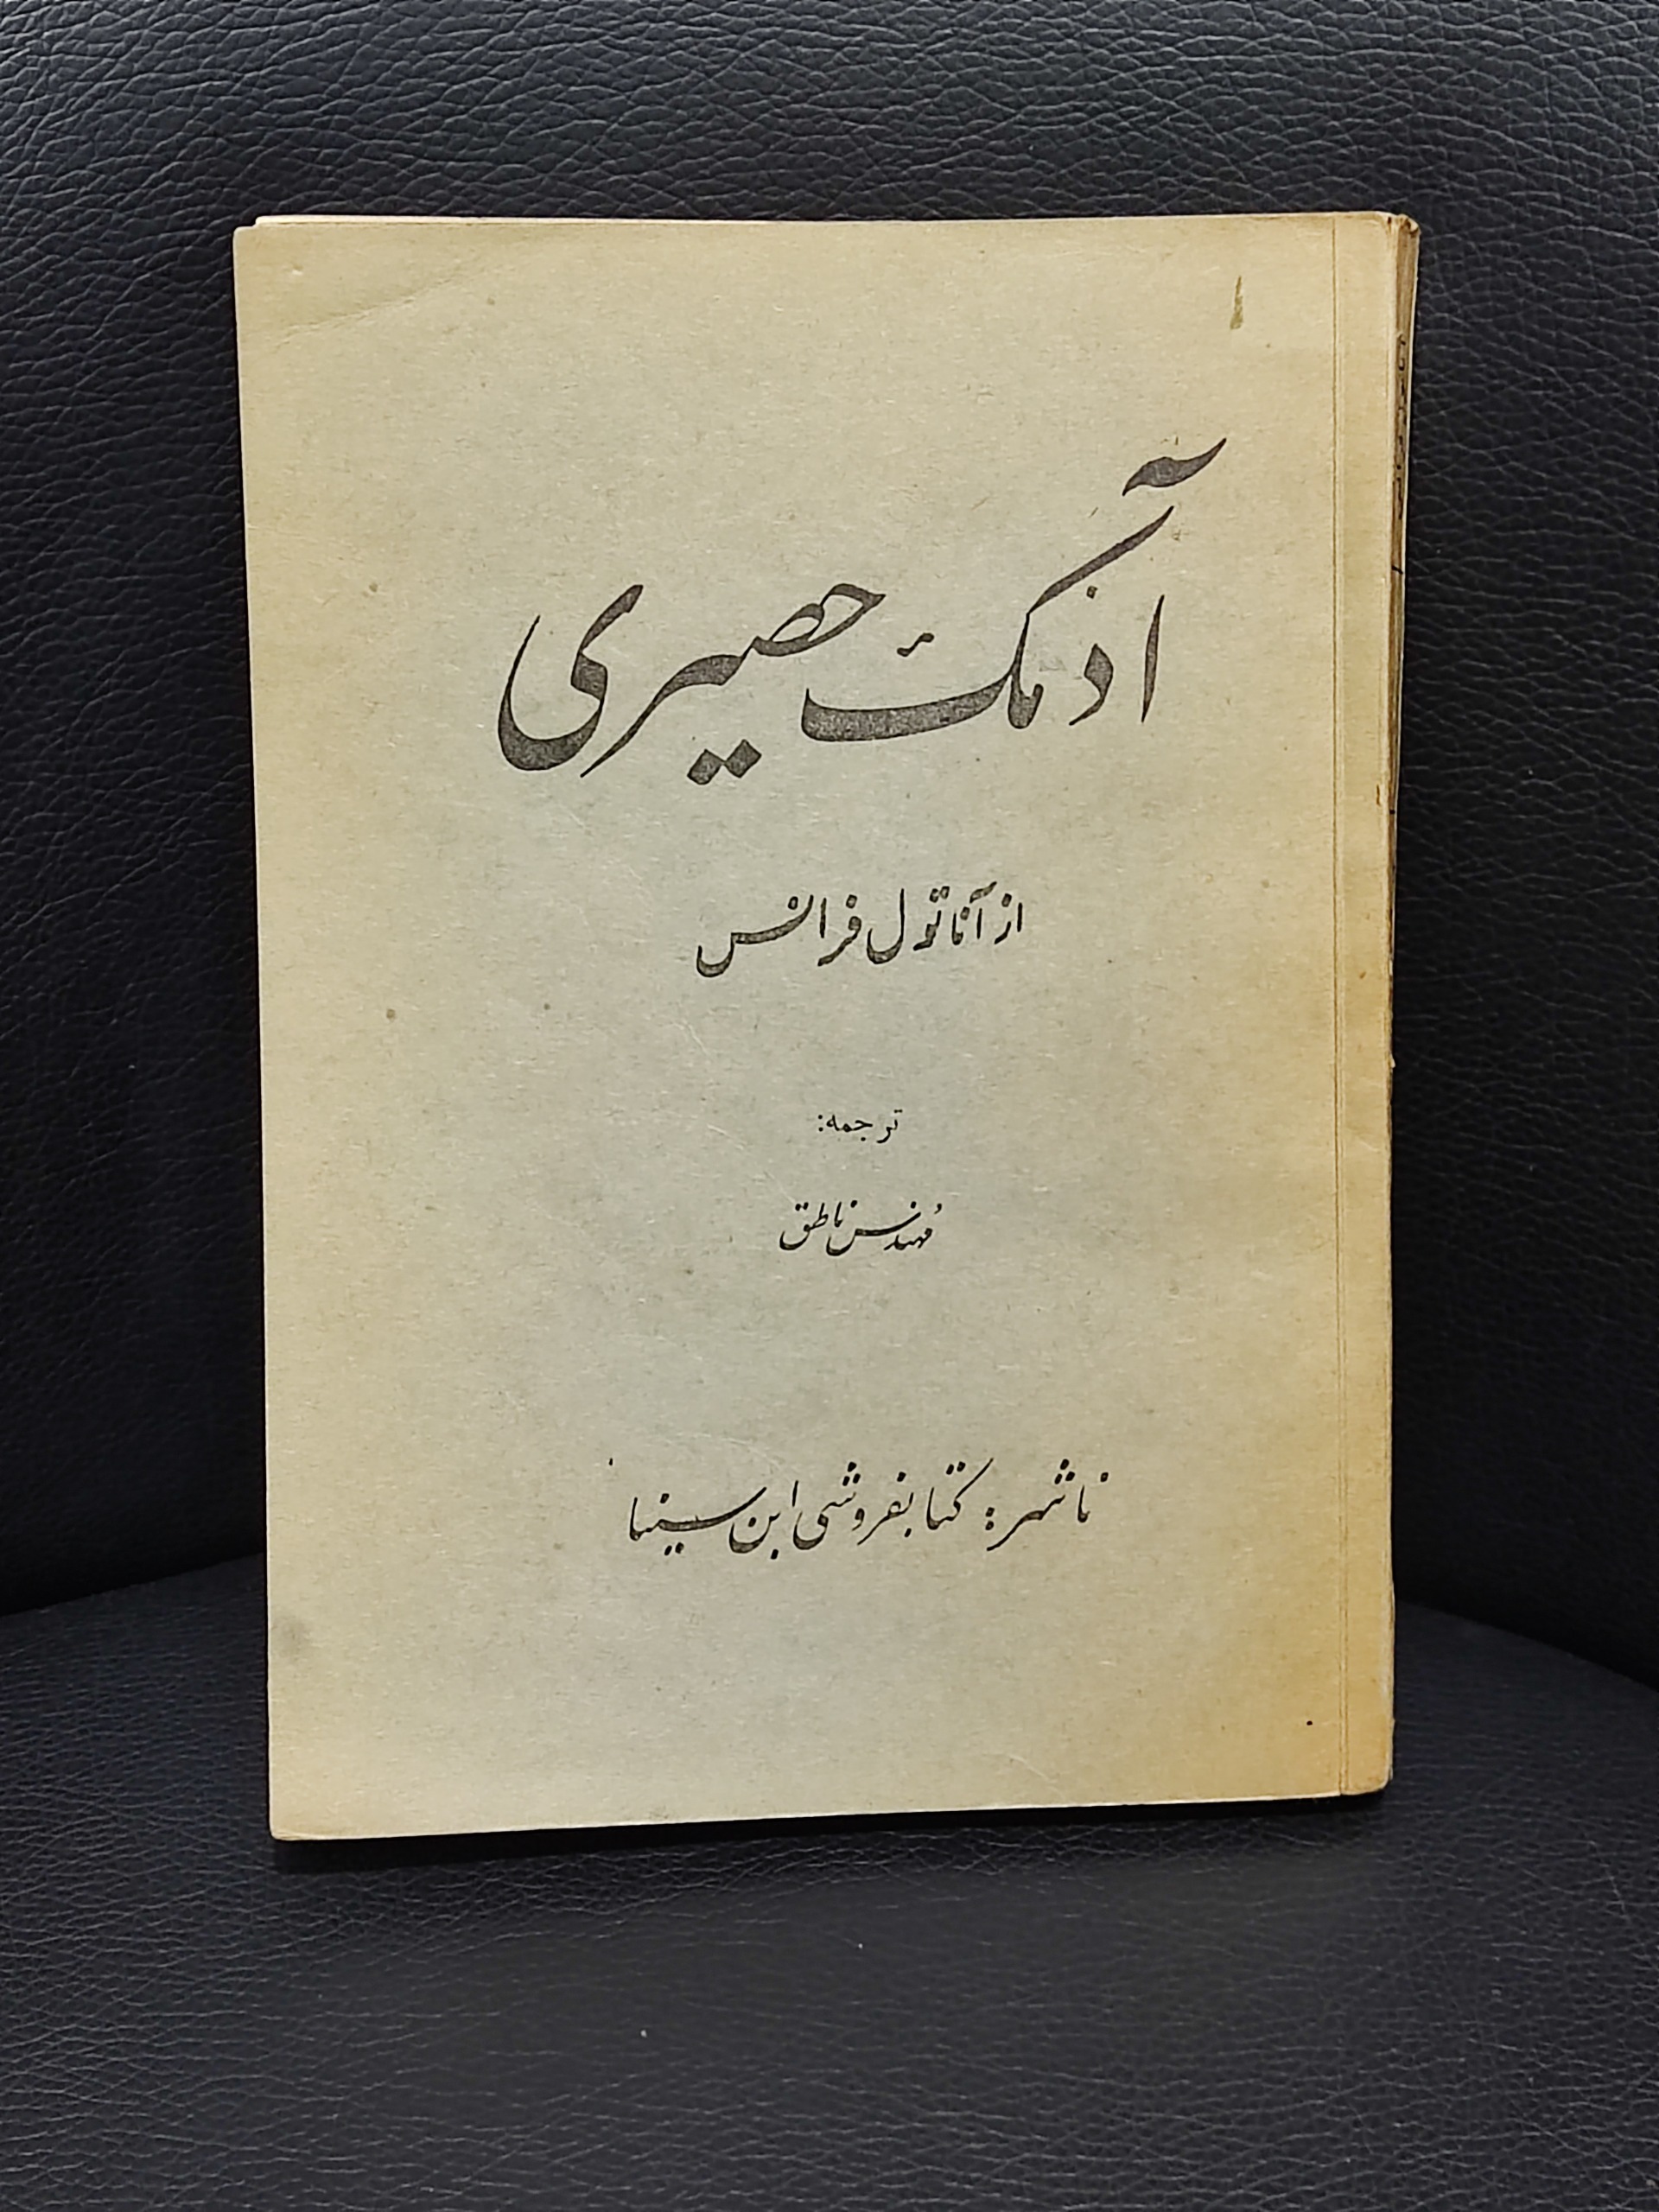 آدمک حصیری
از آناتول فرانس
ترجمه:
مهندس ناطق
ناشر: کتابفروشی ابن سینا